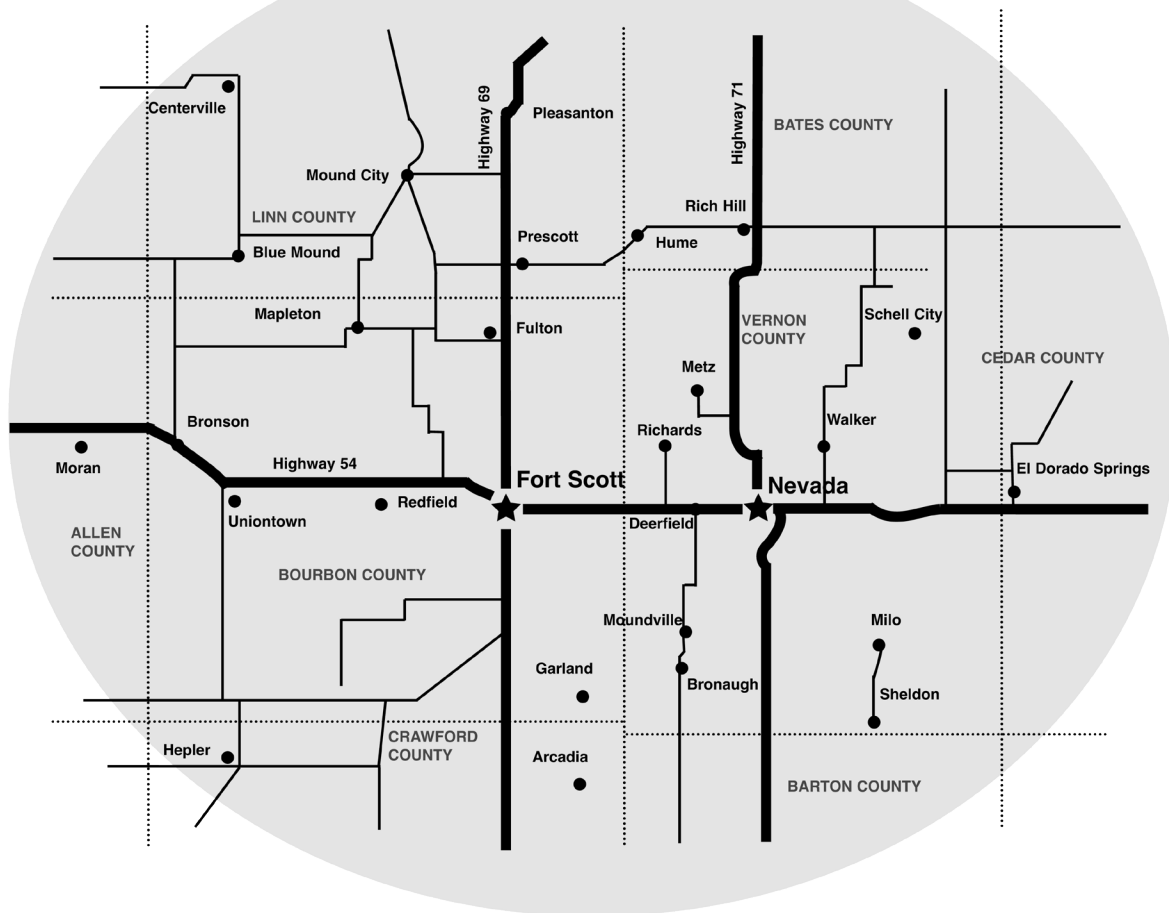 Centerville
Highway 69
Pleasanton
Highway 71
BATES COUNTY
Mound City
LINN COUNTY
Rich Hill
Prescott
Hume
Blue Mound
Mapleton
Fulton
VERNON
COUNTY
Schell City
CEDAR COUNTY
Metz
Bronson
Richards
Walker
Moran
Highway 54
El Dorado Springs
Fort Scott
Nevada
Redfield
Uniontown
Deerfield
ALLEN
COUNTY
BOURBON COUNTY
Moundville
Milo
Garland
Bronaugh
Sheldon
Hepler
CRAWFORD
COUNTY
Arcadia
BARTON COUNTY